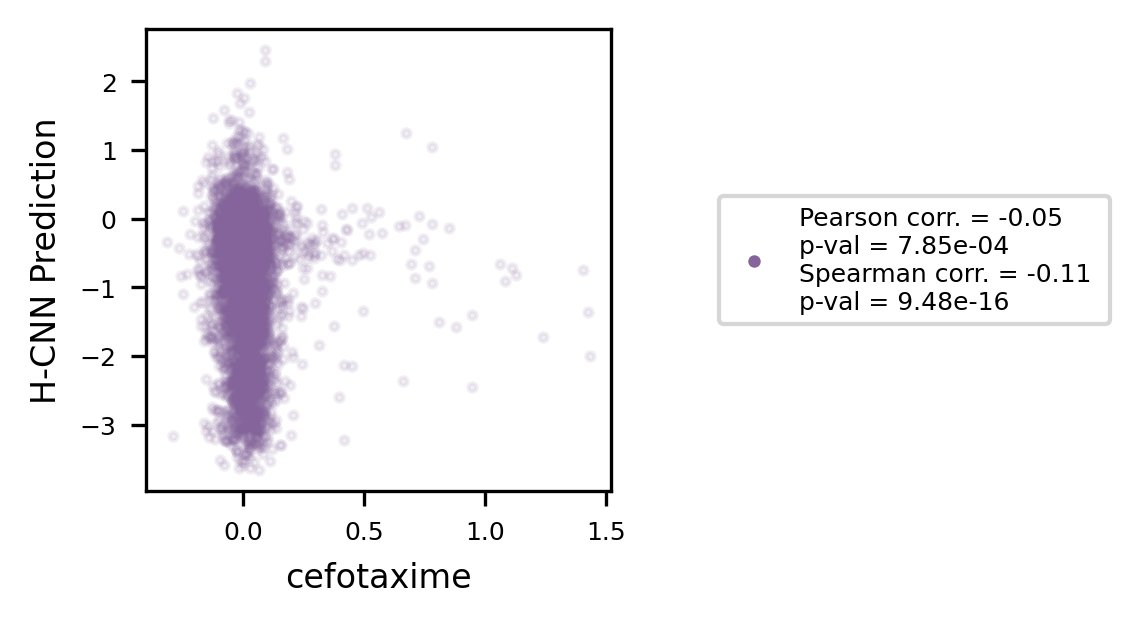 H-CNN Prediction
2
1
0
−1
−2
−3
0.0
0.5
1.0
1.5
cefotaxime
Pearson corr. = -0.05
p-val = 7.85e-04
Spearman corr. = -0.11
p-val = 9.48e-16